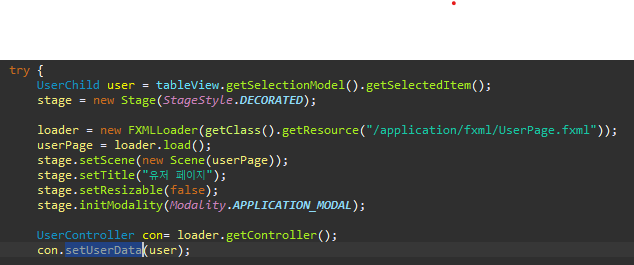 try {
UserChild user = tableView.getSelectionModel().getSelectedItem();
stage = new Stage(StageStyle.DECORATED);
loader = new FXMLLoader(getClass().getResource("/application/fxml/UserPage.fxml"));
userPage = loader.load();
stage.setScene(new Scene(userPage));
stage.setTitle("유저 페이지");
stage.setResizable(false);
stage.initModality(Modality.APPLICATION_MODAL);
UserController con= loader.getController();
con.setUserData(user);